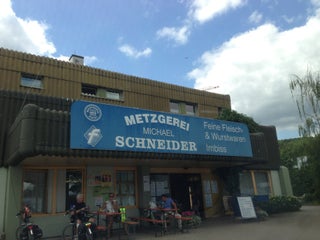 METZGEREI
MICHAEL
SCHNEIDER
Feine Fleisch-
& Wurstwaren
Imbiss